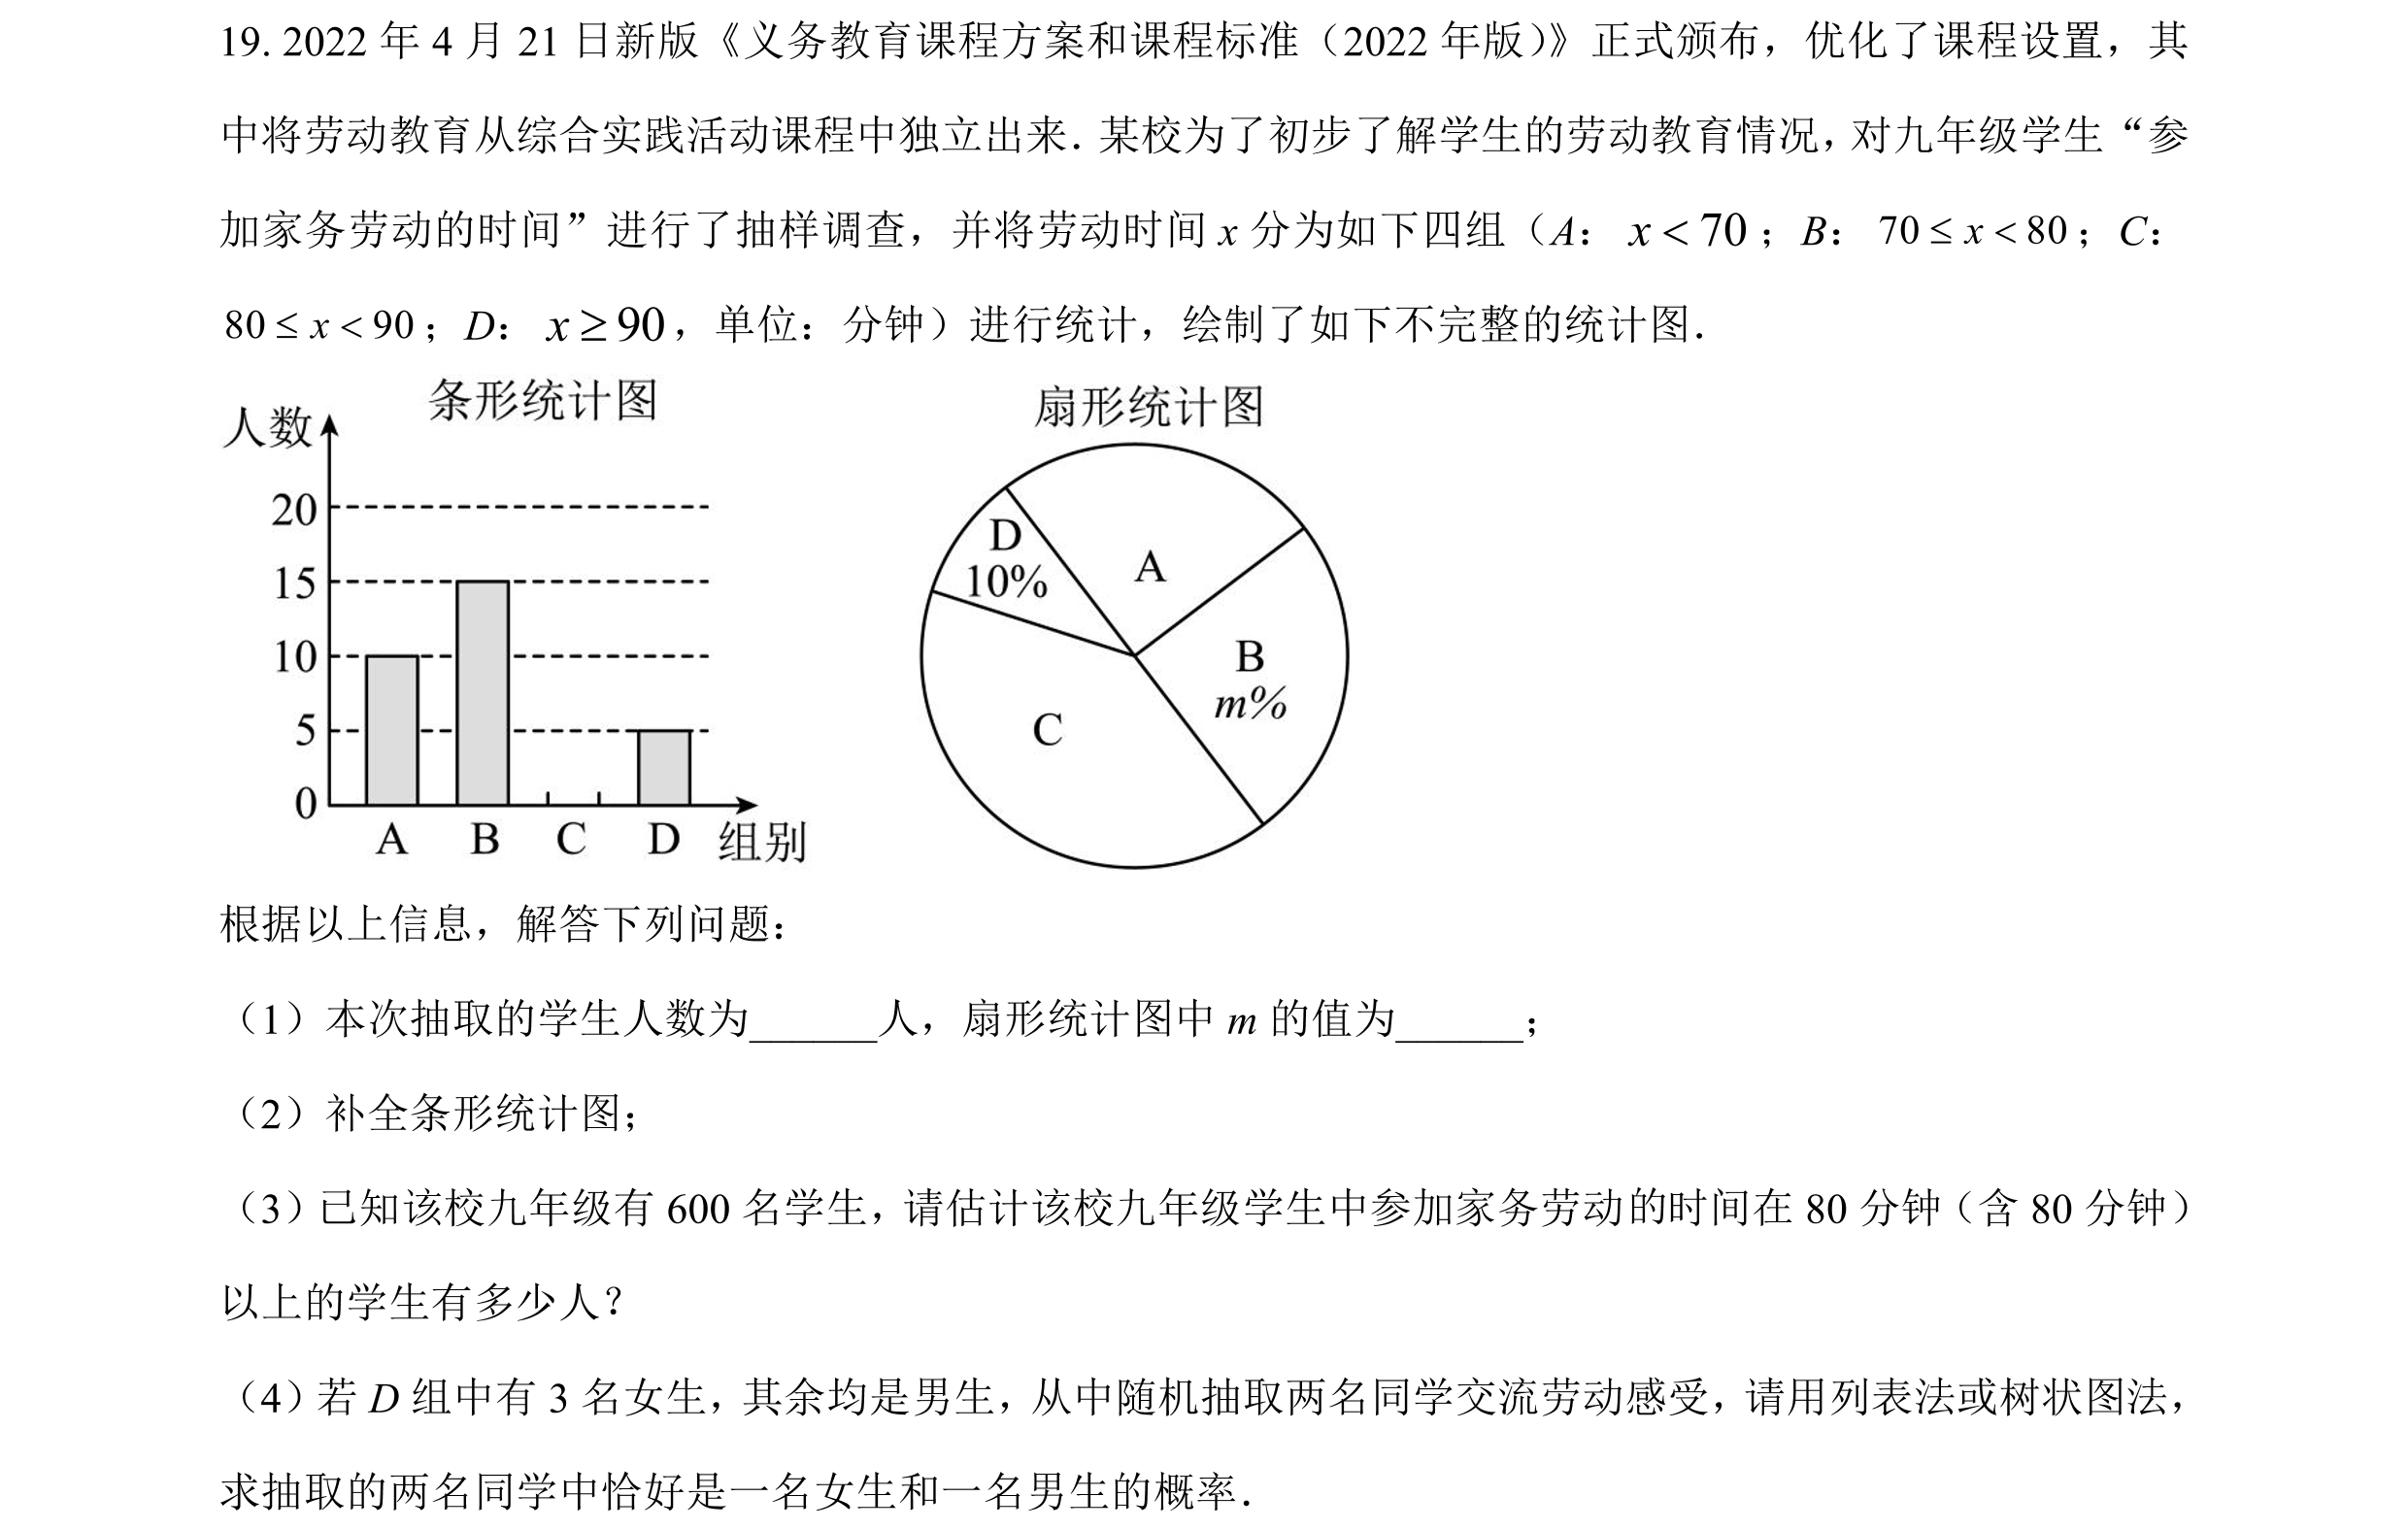 19. 2022 年 4 月 21 日新版《义务教育课程方案和课程标准（2022 年版）》正式颁布，优化了课程设置，其
中将劳动教育从综合实践活动课程中独立出来．某校为了初步了解学生的劳动教育情况，对九年级学生“参
加家务劳动的时间”进行了抽样调查，并将劳动时间 x 分为如下四组（A： x < 70；B： 70 ≤ x < 80；C：
80 ≤ x < 90；D： x ≥ 90，单位：分钟）进行统计，绘制了如下不完整的统计图．
条形统计图
人数
20
15
10
5
0
A B C D 组别
扇形统计图
D
10%
A
B
m%
C
根据以上信息，解答下列问题：
（1）本次抽取的学生人数为______人，扇形统计图中 m 的值为______；
（2）补全条形统计图；
（3）已知该校九年级有 600 名学生，请估计该校九年级学生中参加家务劳动的时间在 80 分钟（含 80 分钟）
以上的学生有多少人？
（4）若 D 组中有 3 名女生，其余均是男生，从中随机抽取两名同学交流劳动感受，请用列表法或树状图法，
求抽取的两名同学中恰好是一名女生和一名男生的概率．